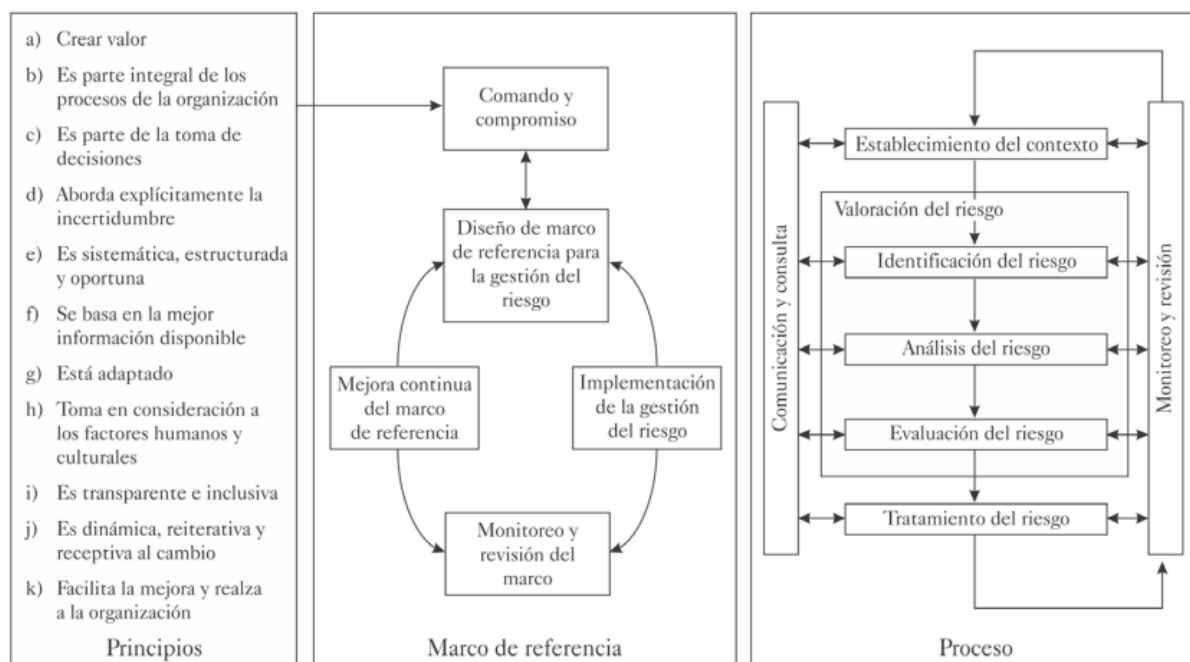 a) Crear valor
b) Es parte integral de los
procesos de la organización
c) Es parte de la toma de
decisiones
d) Aborda explícitamente la
incertidumbre
e) Es sistemática, estructurada
y oportuna
f) Se basa en la mejor
información disponible
g) Está adaptado
h) Toma en consideración a
los factores humanos y
culturales
i) Es transparente e inclusiva
j) Es dinámica, reiterativa y
receptiva al cambio
k) Facilita la mejora y realza
a la organización
Principios
Comando y
compromiso
Diseño de marco
de referencia para
la gestión del
riesgo
Mejora continua
del marco
de referencia
Implementación
de la gestión
del riesgo
Monitoreo y
revisión del
marco
Marco de referencia
Comunicación y consulta
Establecimiento del contexto
Valoración del riesgo
Identificación del riesgo
Análisis del riesgo
Evaluación del riesgo
Tratamiento del riesgo
Monitoreo y revisión
Proceso